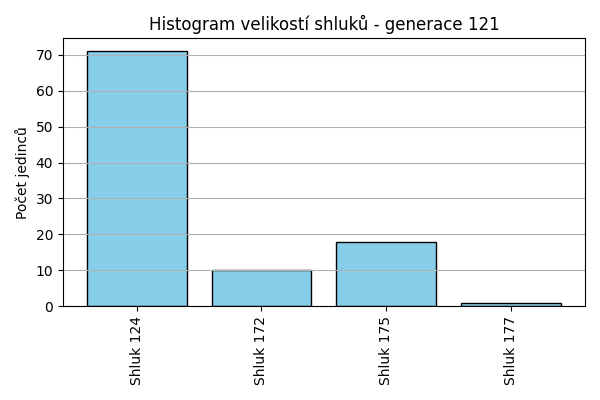 Histogram velikostí shluků - generace 121
Počet jedinců
70
60
50
40
30
20
10
0
Shluk 124
Shluk 172
Shluk 175
Shluk 177